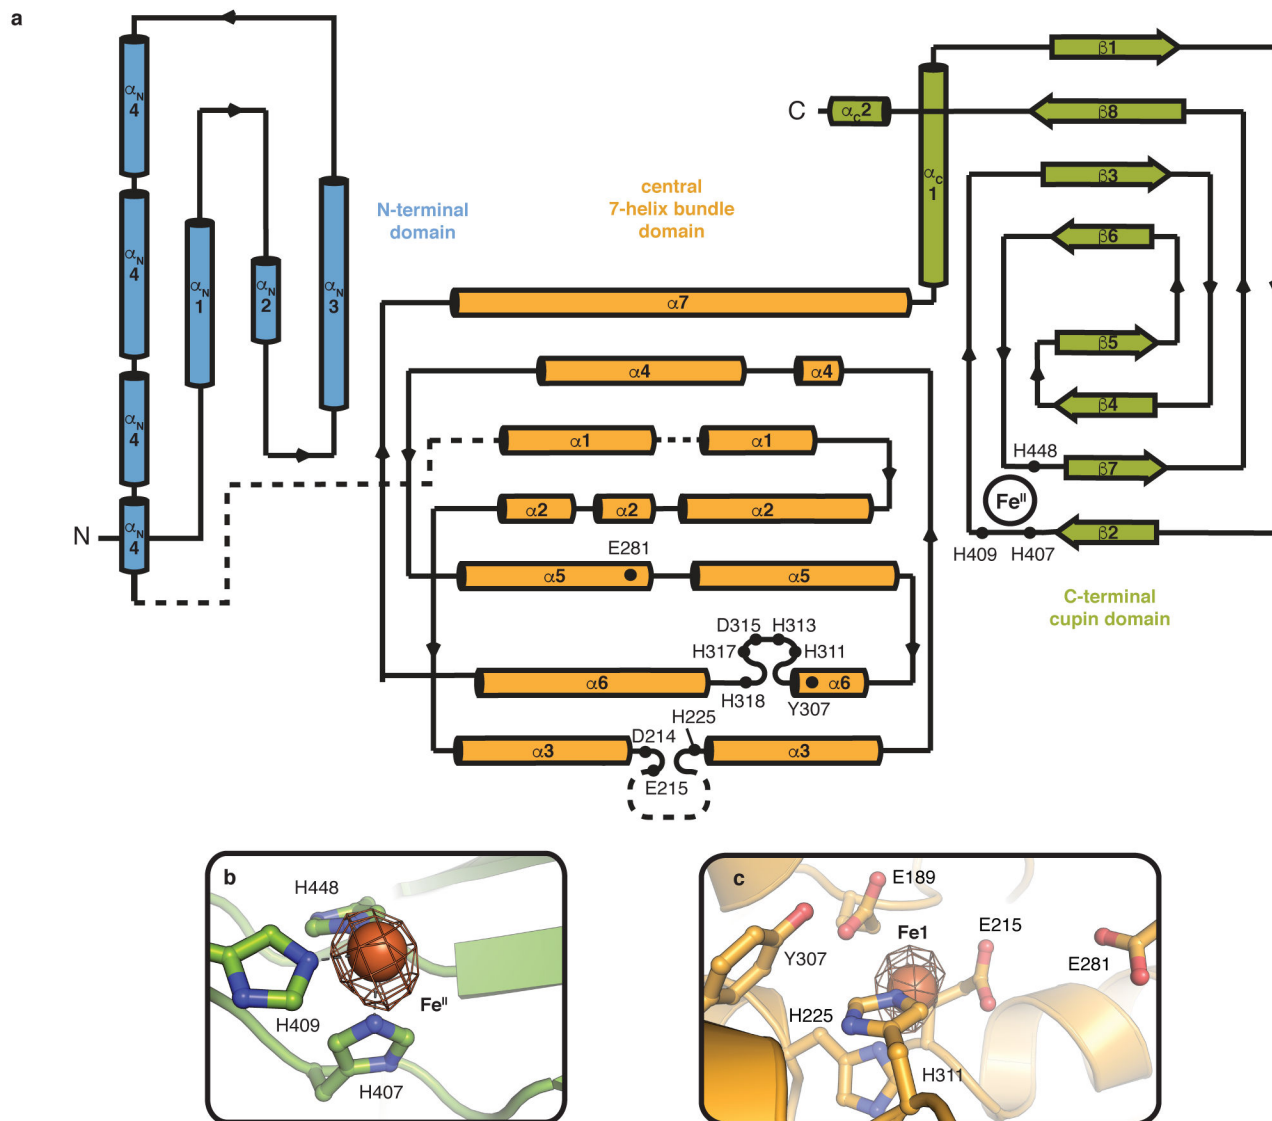 a
αN
4
αN
4
αN
4
αN
4
αN
1
αN
2
αN
3
N
N-terminal
domain
central
7-helix bundle
domain
α7
α4
α4
α1
α1
α2
α2
α2
E281
α5
α5
D315
H313
H317
H311
α6
α6
H318
Y307
H225
D214
α3
α3
E215
C
αC2
αC
1
β1
β8
β3
β6
β5
β4
H448
β7
FeII
H409
H407
β2
C-terminal
cupin domain
b
H448
FeII
H409
H407
c
E189
Fe1
E215
Y307
E281
H225
H311